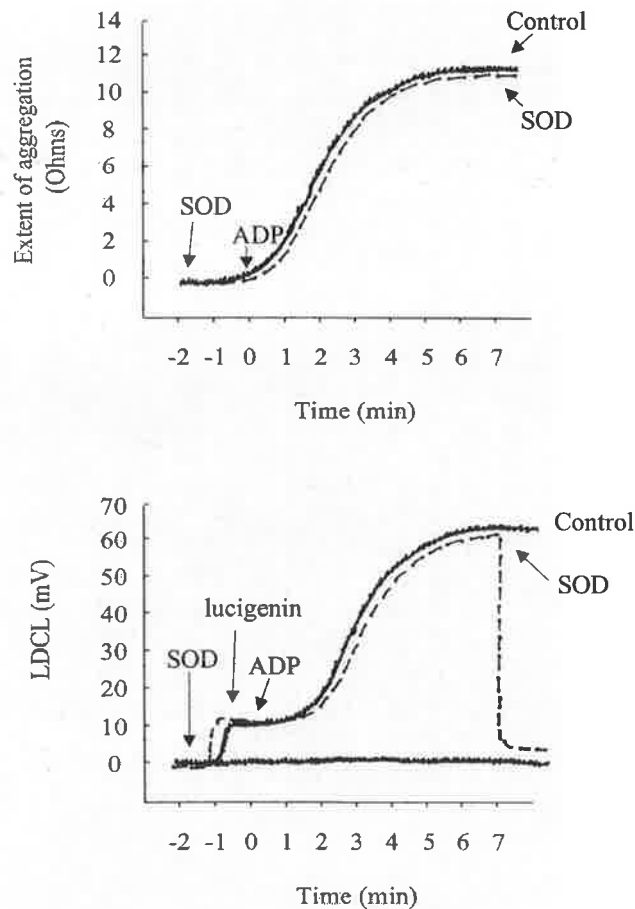 Extent of aggregation
(Ohms)
14
12
10
8
6
4
2
0
Control
SOD
SOD
ADP
-2 -1 0 1 2 3 4 5 6 7
Time (min)
LDCL (mV)
70
60
50
40
30
20
10
0
Control
SOD
lucigenin
SOD
ADP
-2 -1 0 1 2 3 4 5 6 7
Time (min)